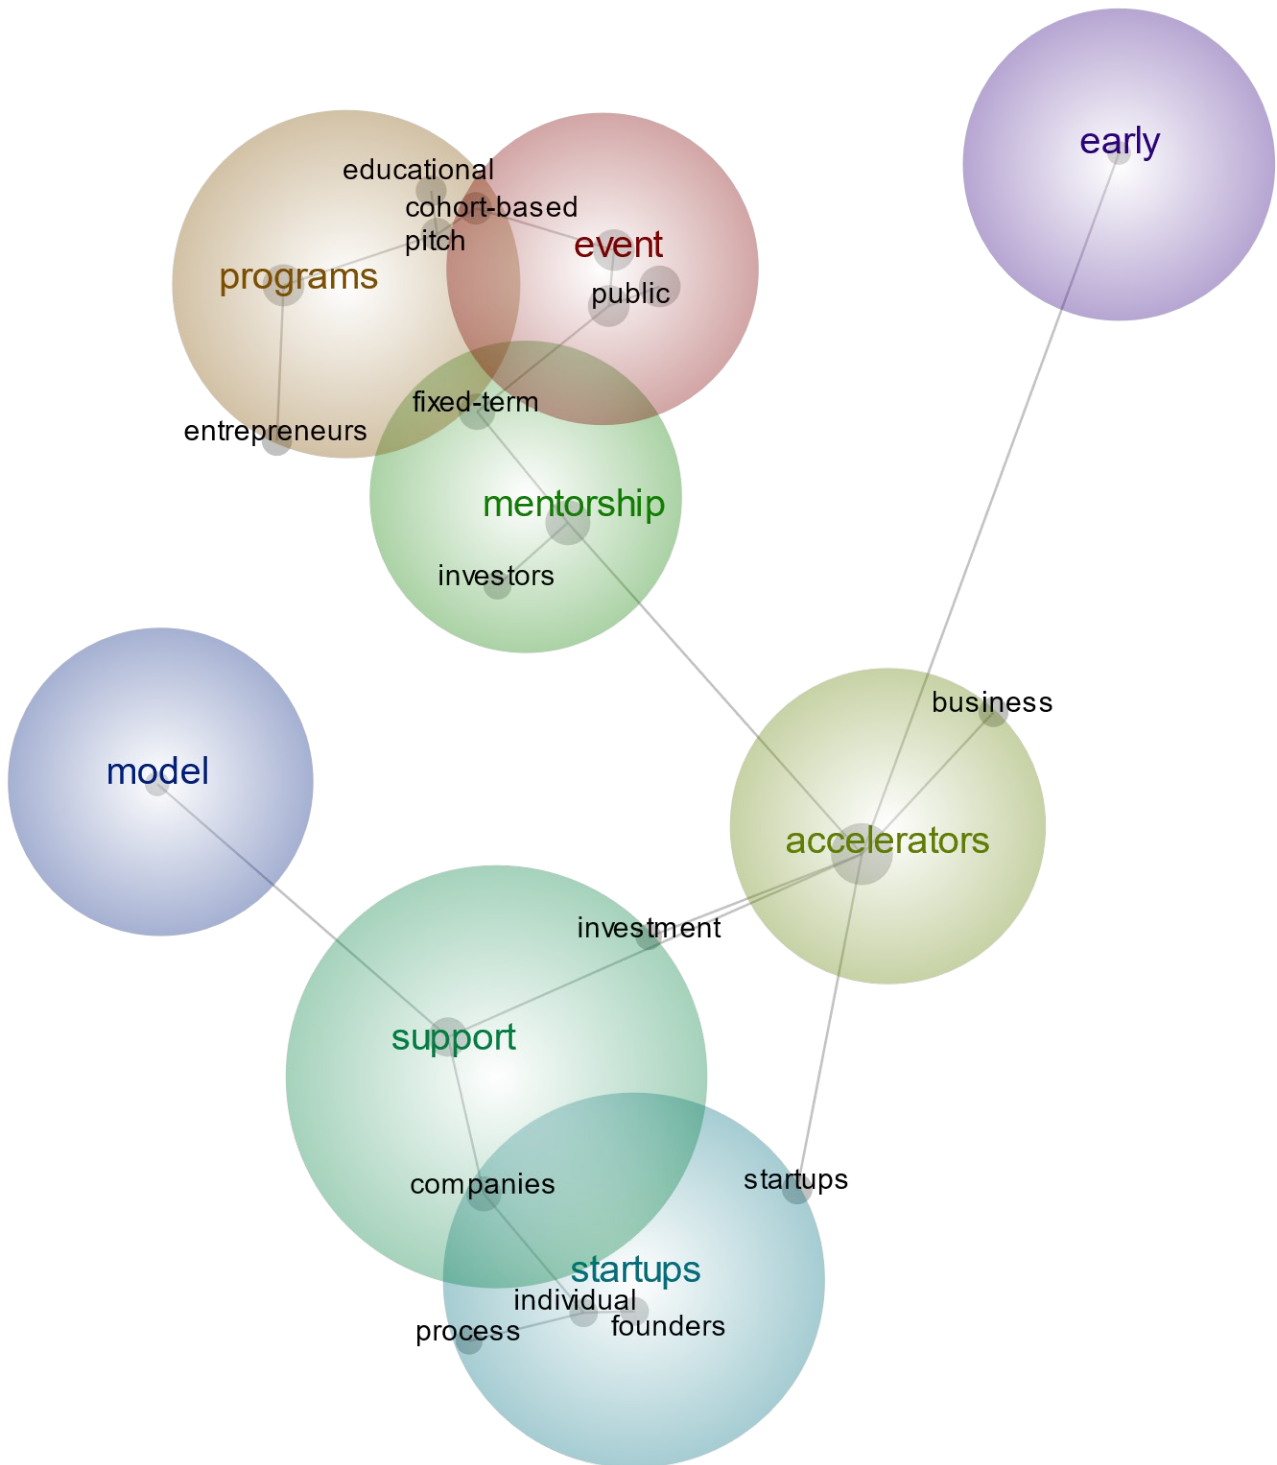 early
educational
cohort-based
pitch
event
programs
public
fixed-term
entrepreneurs
mentorship
investors
business
model
accelerators
investment
support
companies
startups
startups
individual
founders
process